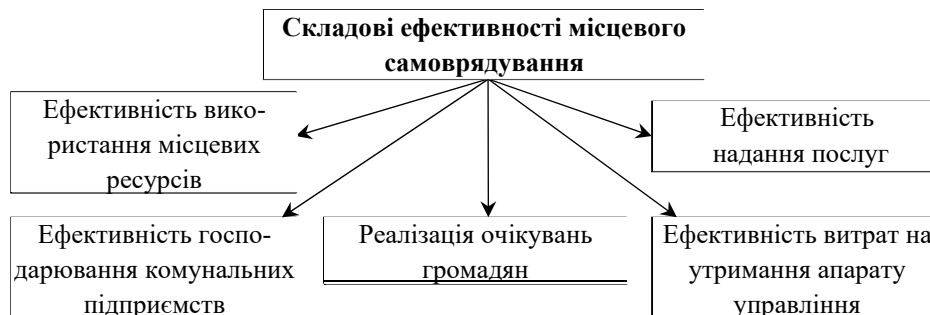 Складові ефективності місцевого
самоврядування
Ефективність вико-
ристання місцевих
ресурсів
Ефективність
надання послуг
Ефективність госпо-
дарювання комунальних
підприємств
Реалізація очікувань
громадян
Ефективність витрат на
утримання апарату
управління